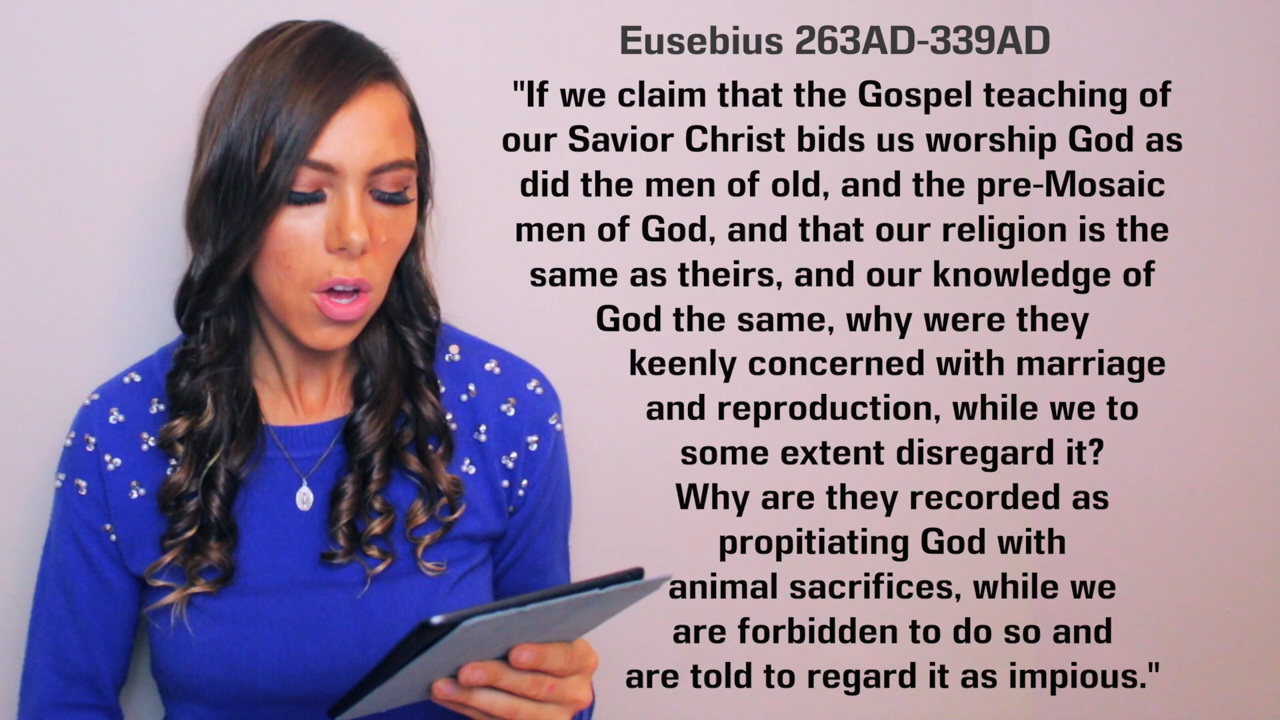 Eusebius 263AD-339AD
"If we claim that the Gospel teaching of
our Savior Christ bids us worship God as
did the men of old, and the pre-Mosaic
men of God, and that our religion is the
same as theirs, and our knowledge of
God the same, why were they
keenly concerned with marriage
and reproduction, while we to
some extent disregard it?
Why are they recorded as
propitiating God with
animal sacrifices, while we
are forbidden to do so and
are told to regard it as impious."